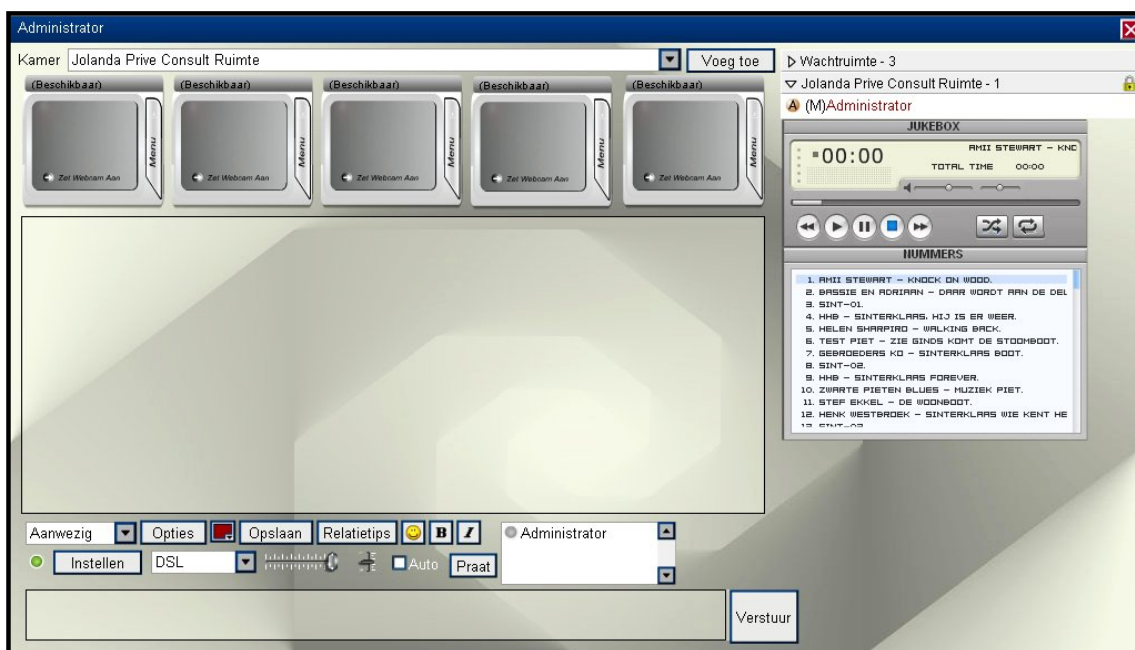 Administrator
Kamer Jolanda Prive Consult Ruimte Voeg toe
(Beschikbaar) (Beschikbaar) (Beschikbaar) (Beschikbaar) (Beschikbaar)
Menu Menu Menu Menu Menu
Zet Webcam Aan Zet Webcam Aan Zet Webcam Aan Zet Webcam Aan Zet Webcam Aan
Wachtruimte - 3
Jolanda Prive Consult Ruimte - 1
A (M)Administrator
JUKEBOX
00:00 AMII STEWART - KNO
TOTAL TIME 00:00
NUMMERS
1. AMII STEWART - KNOCK ON WOOD.
2. BASSIE EN ADRIAAN - DAAR WORDT AAN DE DEU
3. SINT-01.
4. HHB - SINTERKLAAS, HIJ IS ER WEER.
5. HELEN SHARPIRO - WALKING BACK.
6. TEST PIET - ZIE GINDS KOMT DE STOOMBOOT.
7. GEBROEDERS KO - SINTERKLAAS BOOT.
8. SINT-02.
9. HHB - SINTERKLAAS FOREVER.
10. ZWARTE PIETEN BLUES - MUZIEK PIET.
11. STEF EKKEL - DE WOONBOOT.
12. HENK WESTBROEK - SINTERKLAAS WIE KENT HE
13. SINT-03
Aanwezig Opties Opslaan Relatietips B I Administrator
Instellen DSL Auto Praat
Verstuur